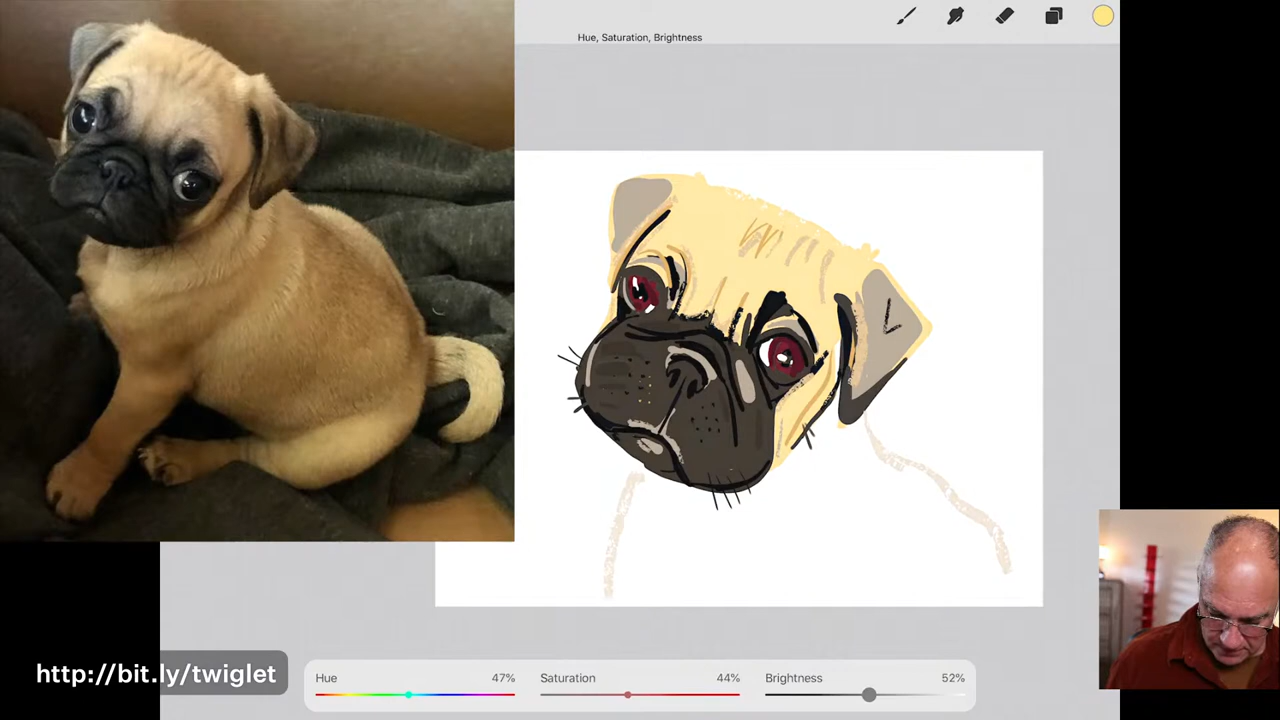 Hue, Saturation, Brightness
http://bit.ly/twiglet
Hue 47% Saturation 44% Brightness 52%